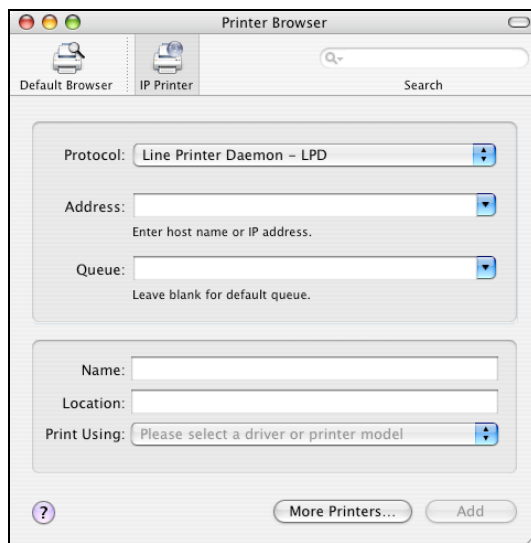 Printer Browser
Default Browser
IP Printer
Search
Protocol: Line Printer Daemon – LPD
Address:
Enter host name or IP address.
Queue:
Leave blank for default queue.
Name:
Location:
Print Using: Please select a driver or printer model
?
More Printers... Add